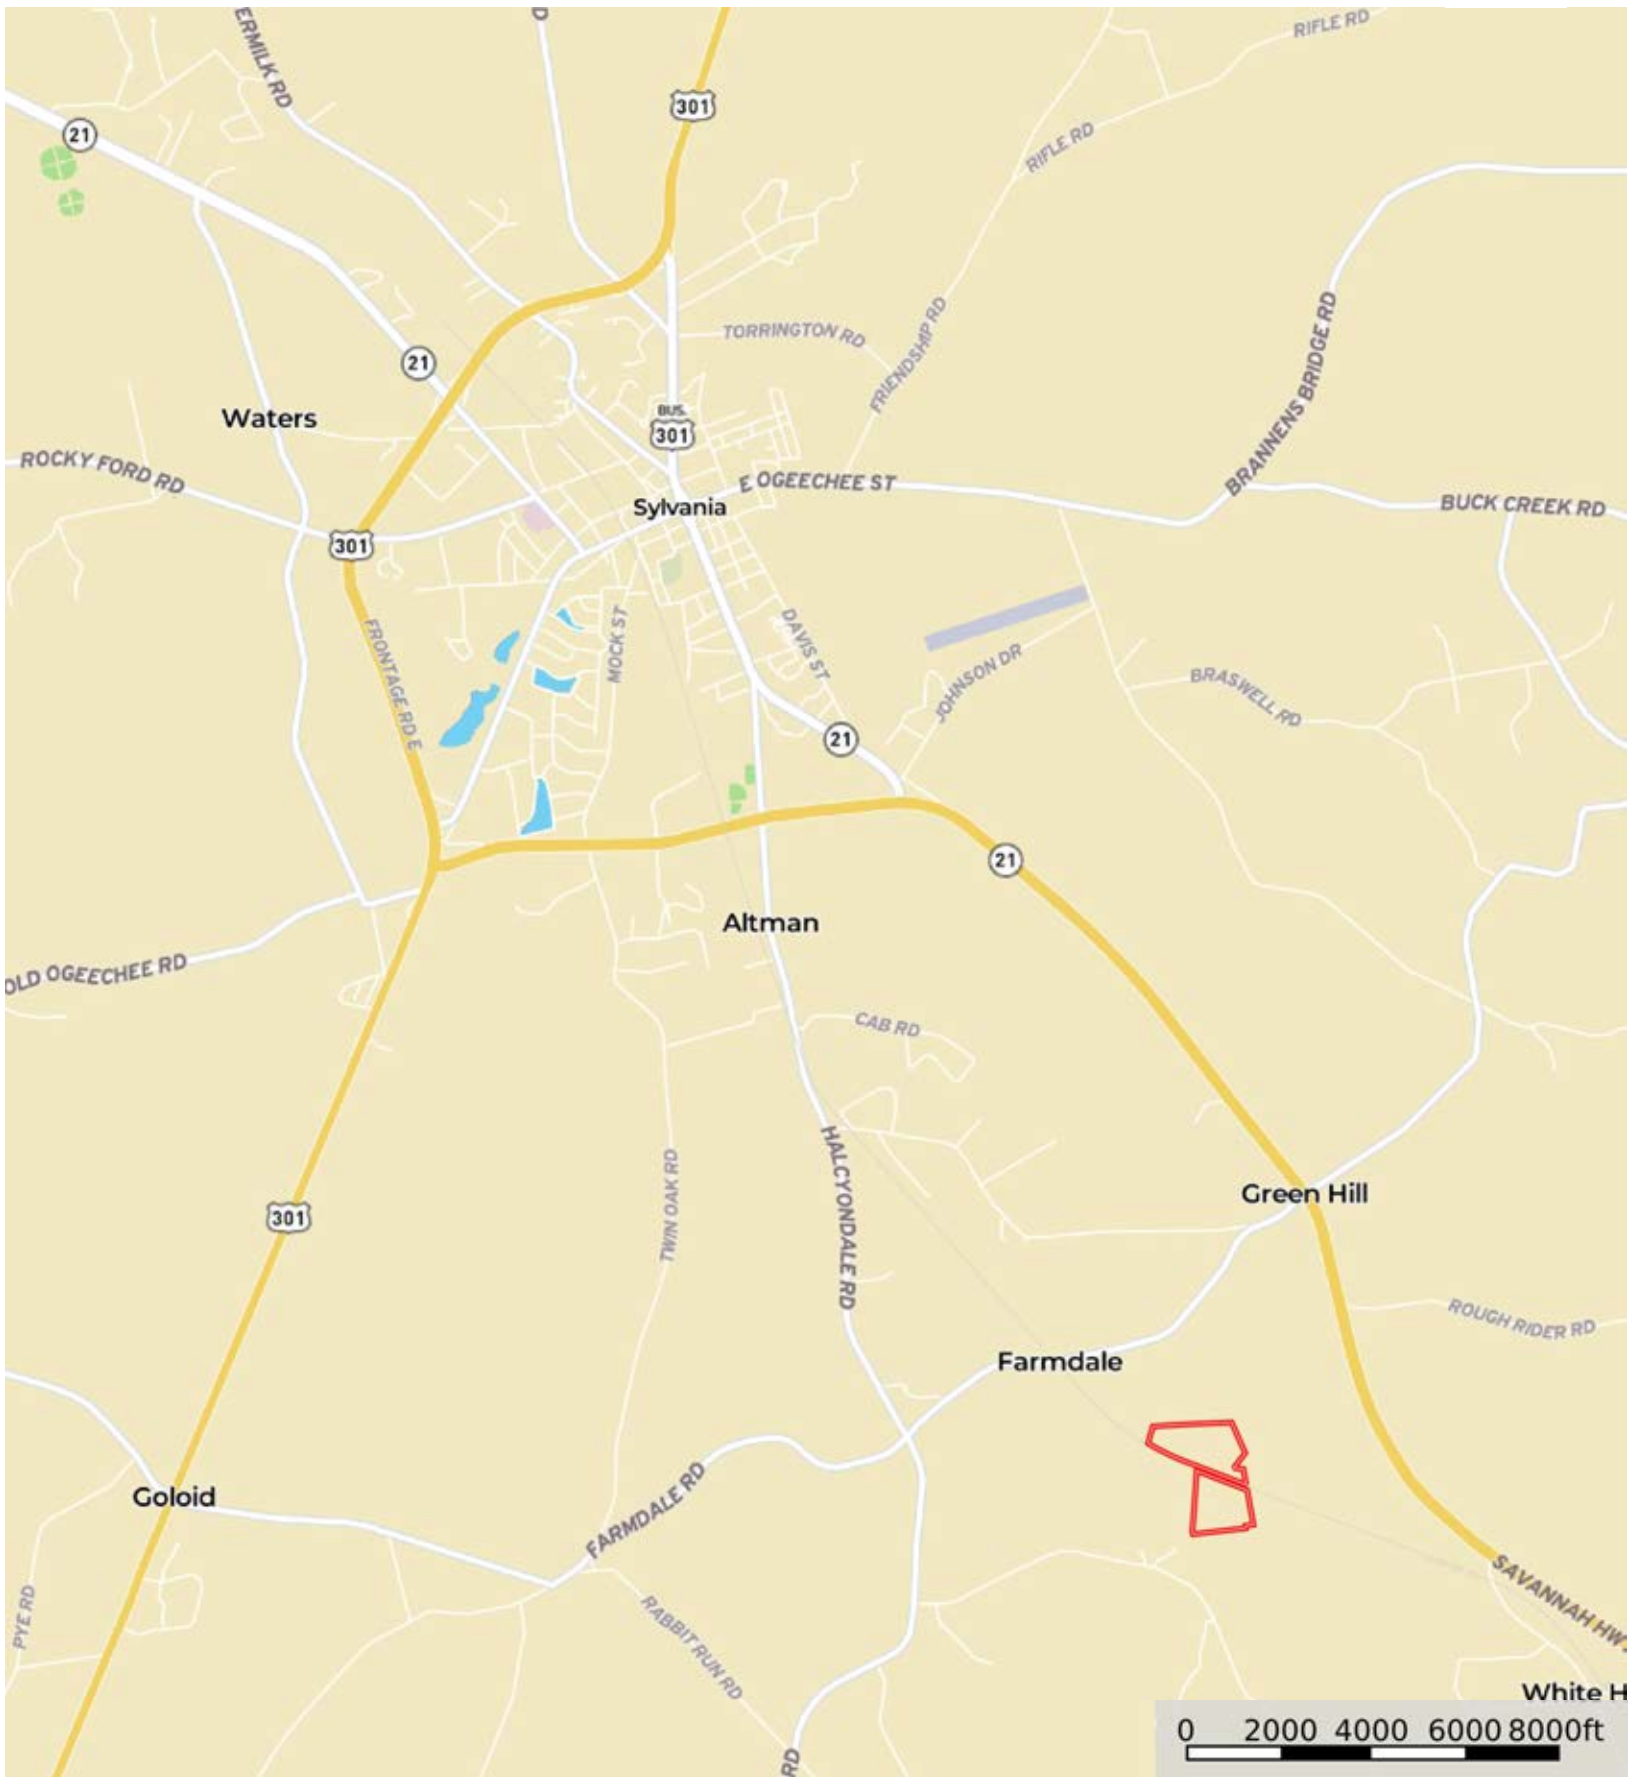 ERMILK RD
D
301
RIFLE RD
21
RIFLE RD
TORRINGTON RD
FRIENDSHIP RD
BRANNENS BRIDGE RD
21
Waters
BUS.
301
ROCKY FORD RD
E OGEECHEE ST
Sylvania
BUCK CREEK RD
301
FRONTAGE RD E
MOCK ST
DAVIS ST
JOHNSON DR
BRASWELL RD
21
21
Altman
OLD OGEECHEE RD
CAB RD
TWIN OAK RD
HALCYONDALE RD
Green Hill
301
ROUGH RIDER RD
Farmdale
Goloid
FARMDALE RD
SAVANNAH HW
PYE RD
RABBIT RUN RD
White H
RD
0 2000 4000 6000 8000ft